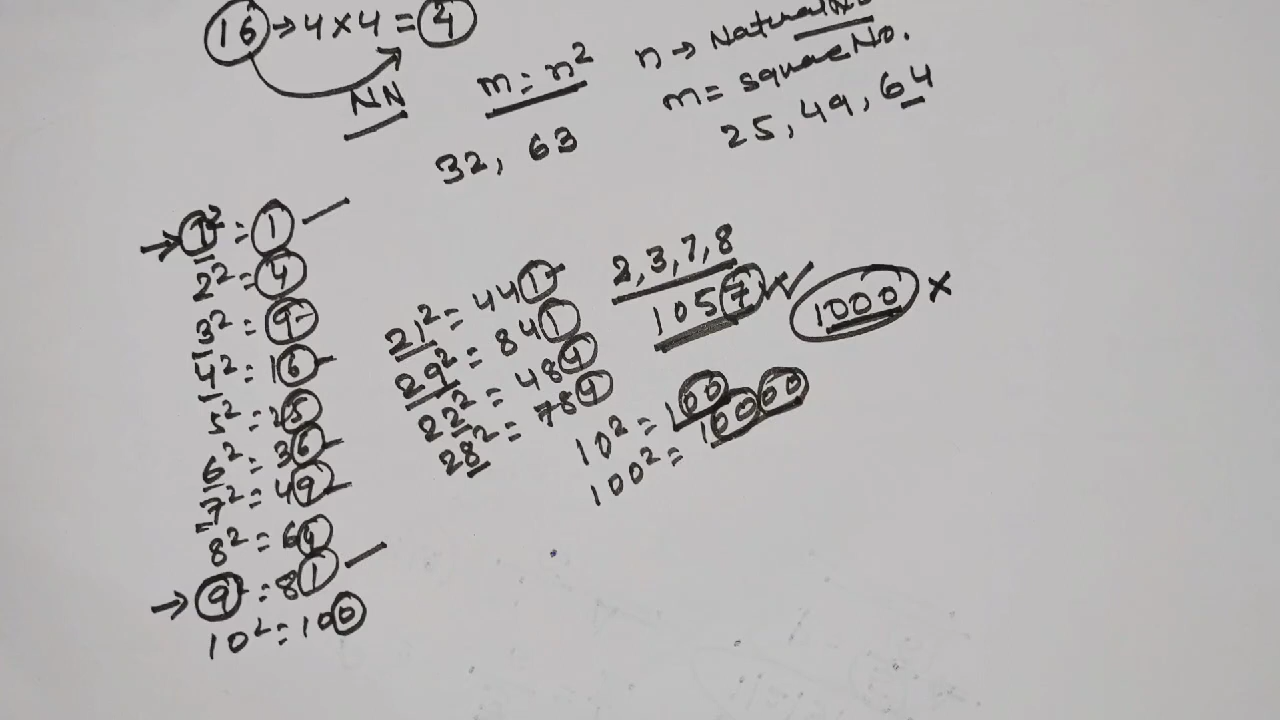 16 → 4 × 4 = 4
NN
m = n²
n → Natural No.
m = square No.
32, 63
25, 49, 64
→ 1² = 1
2² = 4
3² = 9
4² = 16
5² = 25
6² = 36
7² = 49
8² = 64
→ 9² = 81
10² = 100
21² = 441
29² = 841
22² = 484
28² = 784
2, 3, 7, 8
1057 ✓
1000 ×
10² = 100
100² = 10000